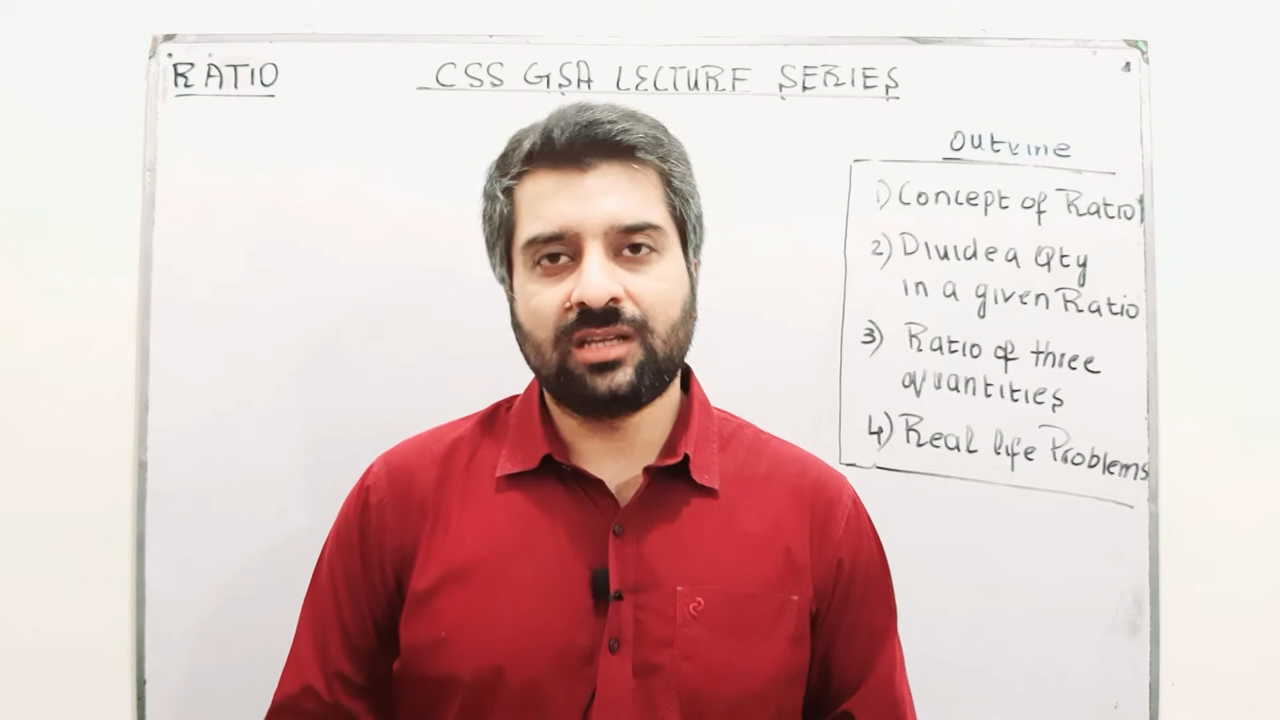 RATIO
CSS GSA LECTURE SERIES
Outline
1) Concept of Ratio
2) Divide a Qty
in a given Ratio
3) Ratio of three
quantities
4) Real life Problems